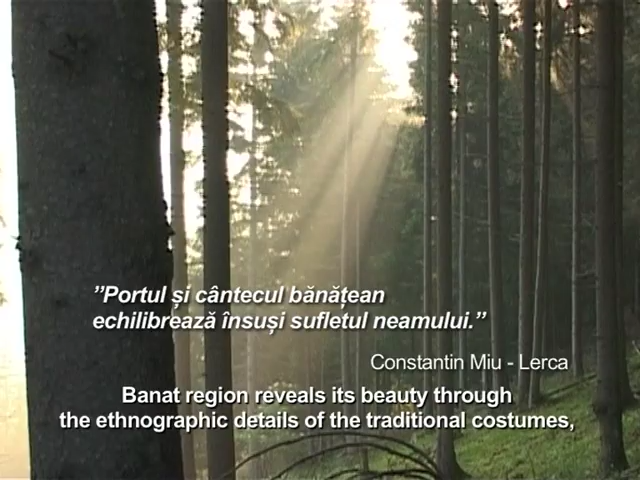 ”Portul și cântecul bănățean
echilibrează însuși sufletul neamului.”
Constantin Miu - Lerca
Banat region reveals its beauty through
the ethnographic details of the traditional costumes,